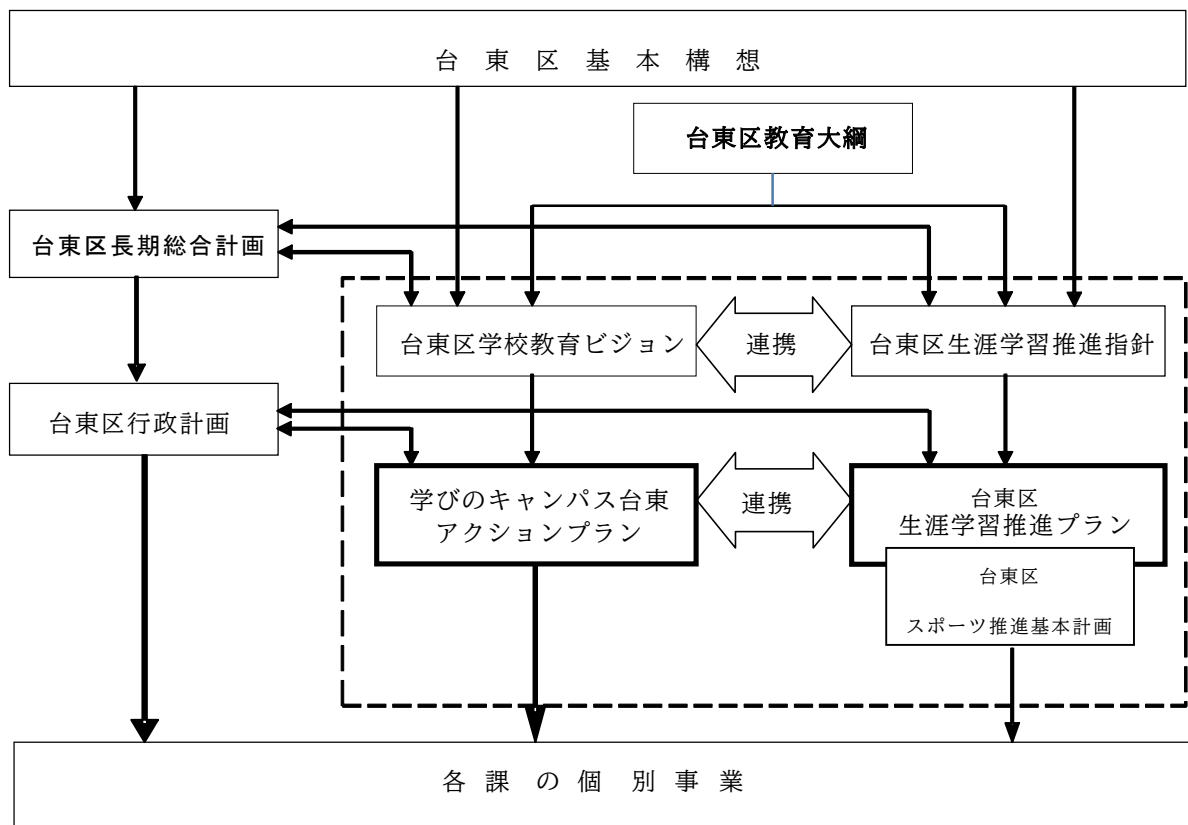 台東区基本構想
台東区教育大綱
台東区長期総合計画
台東区学校教育ビジョン
連携
台東区生涯学習推進指針
台東区行政計画
学びのキャンパス台東
アクションプラン
連携
台東区
生涯学習推進プラン
台東区
スポーツ推進基本計画
各課の個別事業